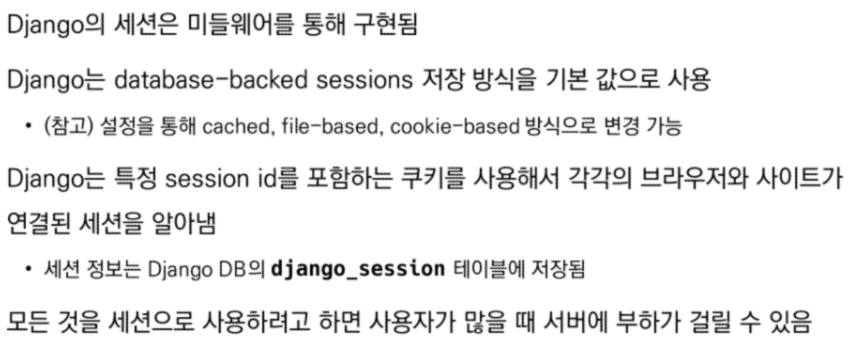 Django의 세션은 미들웨어를 통해 구현됨
Django는 database-backed sessions 저장 방식을 기본 값으로 사용
• (참고) 설정을 통해 cached, file-based, cookie-based 방식으로 변경 가능
Django는 특정 session id를 포함하는 쿠키를 사용해서 각각의 브라우저와 사이트가
연결된 세션을 알아냄
• 세션 정보는 Django DB의 django_session 테이블에 저장됨
모든 것을 세션으로 사용하려고 하면 사용자가 많을 때 서버에 부하가 걸릴 수 있음